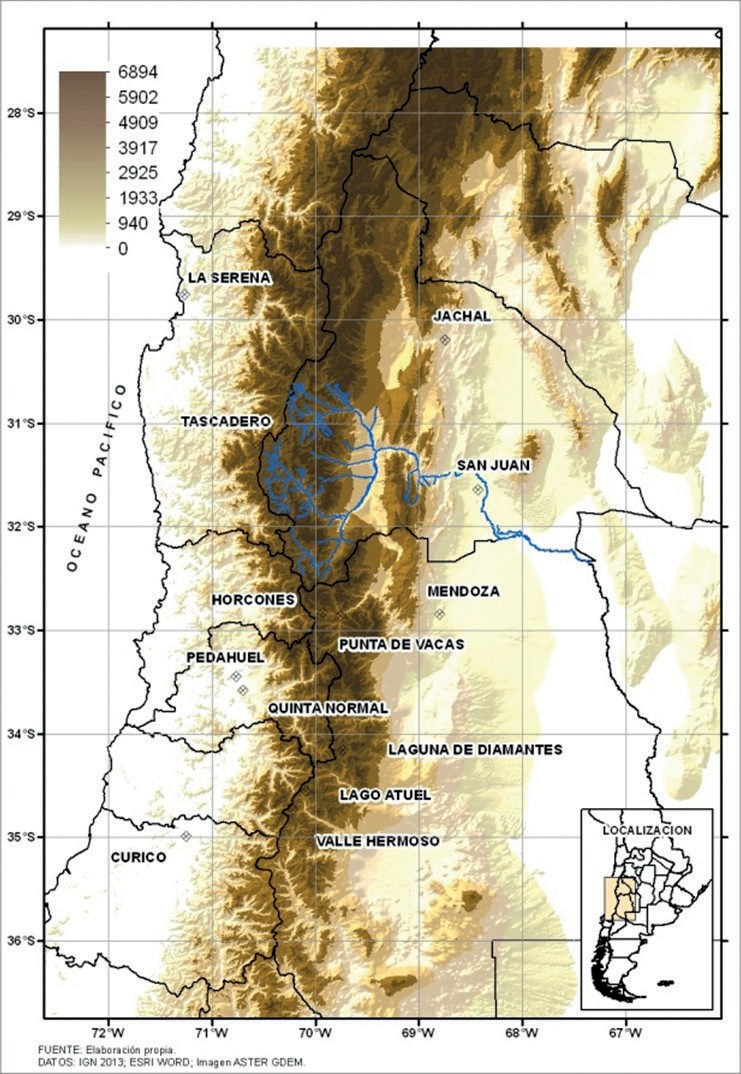 6894
5902
4909
3917
2925
1933
940
0
28°S
29°S
30°S
31°S
32°S
33°S
34°S
35°S
36°S
LA SERENA
JACHAL
TASCADERO
OCEANO PACIFICO
SAN JUAN
MENDOZA
HORCONES
PUNTA DE VACAS
PEDAHUEL
QUINTA NORMAL
LAGUNA DE DIAMANTES
LAGO ATUEL
VALLE HERMOSO
CURICO
LOCALIZACION
72°W 71°W 70°W 69°W 68°W 67°W
FUENTE: Elaboración propia.
DATOS: IGN 2013; ESRI WORD; Imagen ASTER GDEM.